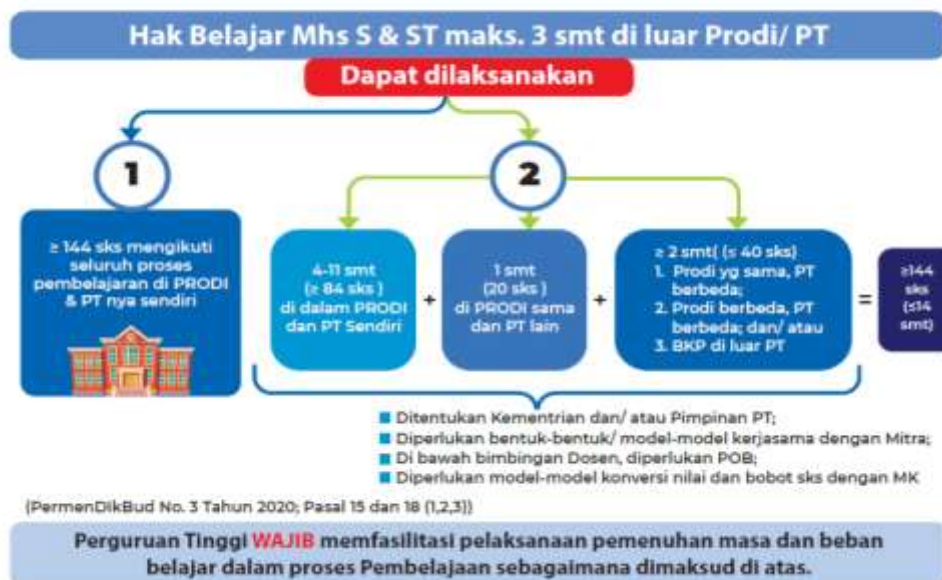 Hak Belajar Mhs S & ST maks. 3 smt di luar Prodi/ PT
Dapat dilaksanakan
1
2
≥ 144 sks mengikuti
seluruh proses
pembelajaran di PRODI
& PT nya sendiri
4-11 smt
(≥ 84 sks )
di dalam PRODI
dan PT Sendiri
+
1 smt
(20 sks )
di PRODI sama
dan PT lain
+
≥ 2 smt( (≤ 40 sks)
1. Prodi yg sama, PT
berbeda;
2. Prodi berbeda, PT
berbeda; dan/ atau
3. BKP di luar PT
=
≥144
sks
(≤14
smt)
Ditentukan Kementrian dan/ atau Pimpinan PT;
Diperlukan bentuk-bentuk/ model-model kerjasama dengan Mitra;
Di bawah bimbingan Dosen, diperlukan POB;
Diperlukan model-model konversi nilai dan bobot sks dengan MK
(PermenDikBud No. 3 Tahun 2020; Pasal 15 dan 18 (1,2,3))
Perguruan Tinggi WAJIB memfasilitasi pelaksanaan pemenuhan masa dan beban
belajar dalam proses Pembelajaan sebagaimana dimaksud di atas.